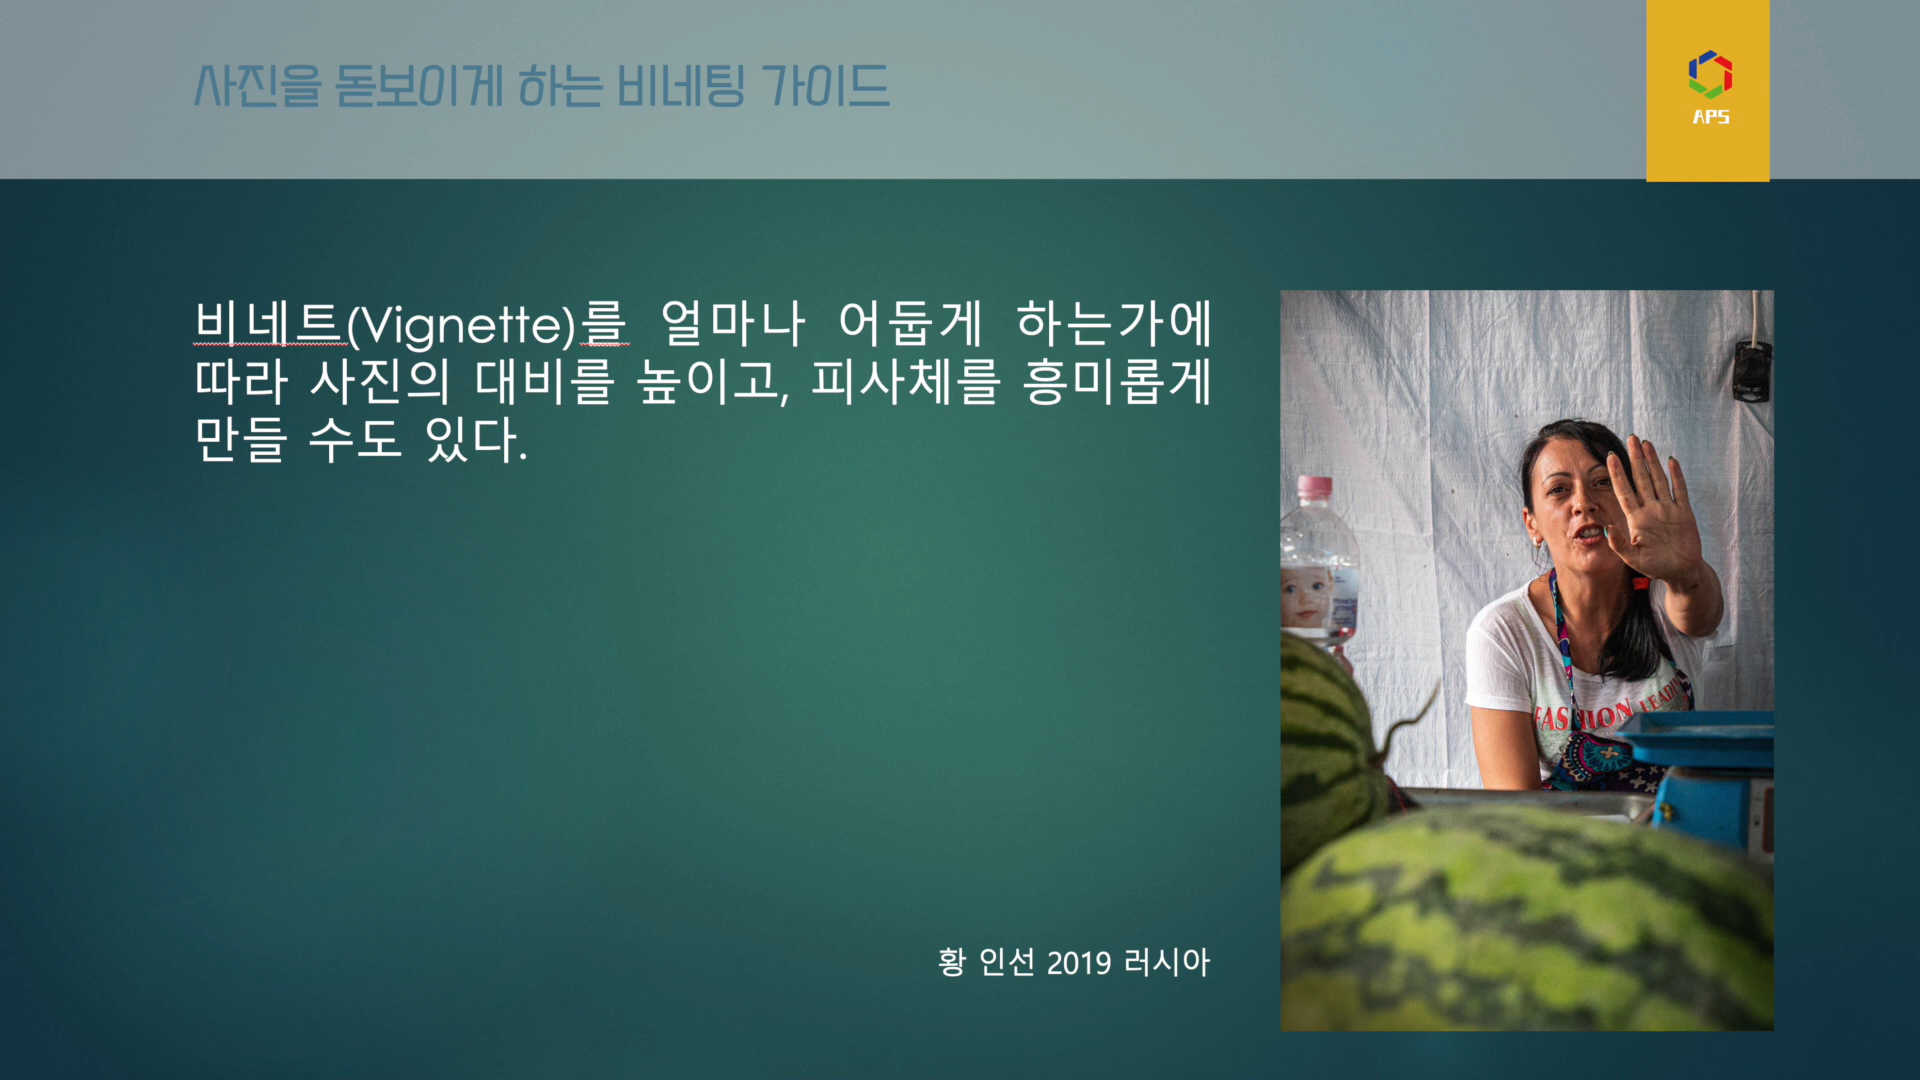 사진을 돋보이게 하는 비네팅 가이드
APS
비네트(Vignette)를 얼마나 어둡게 하는가에
따라 사진의 대비를 높이고, 피사체를 흥미롭게
만들 수도 있다.
FASHION LEADER
황 인선 2019 러시아